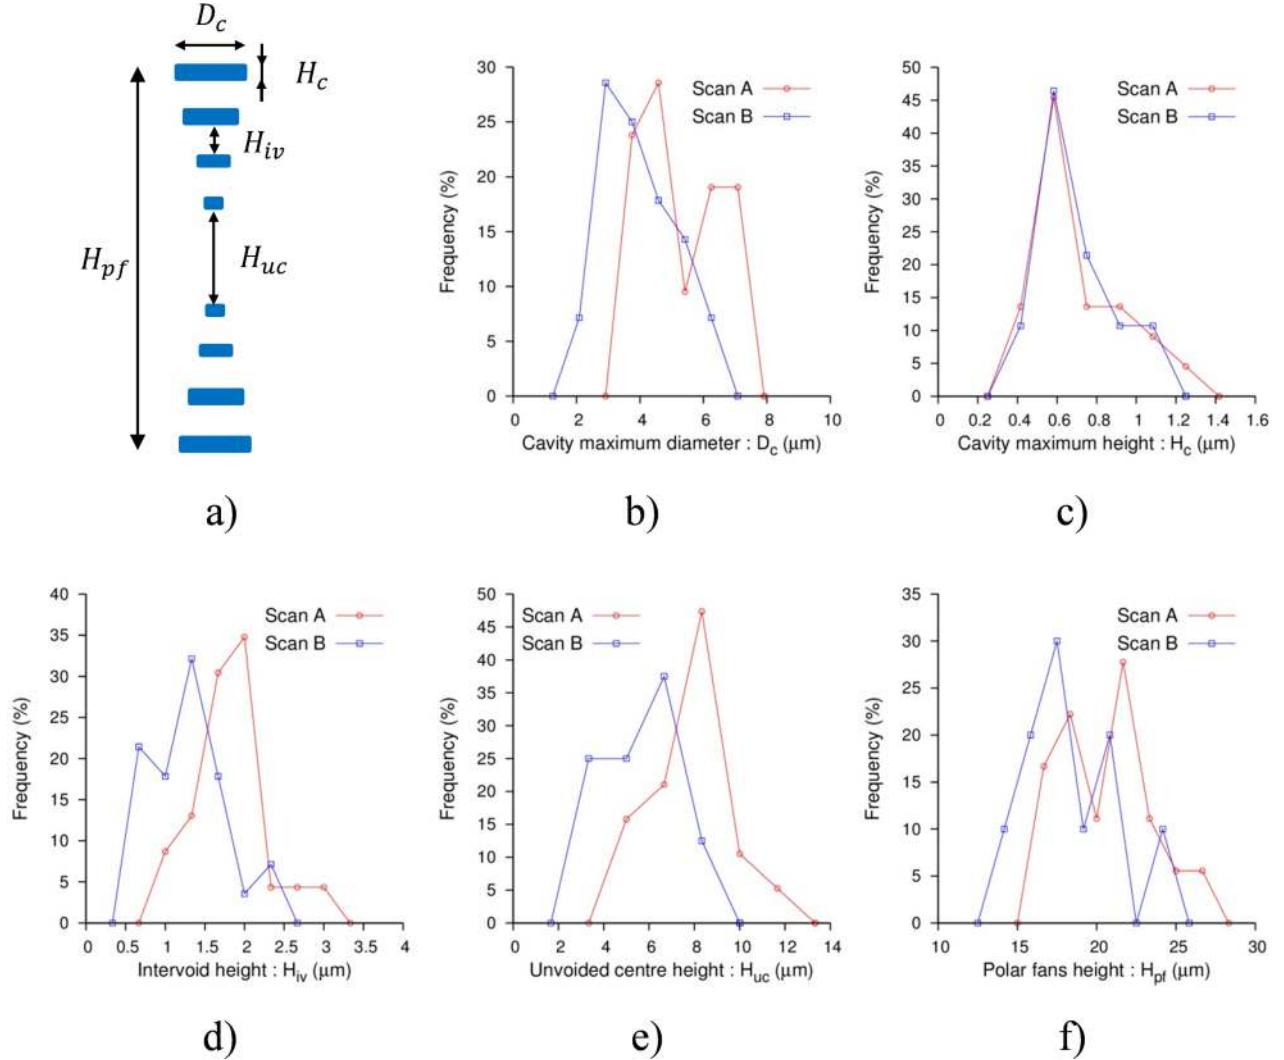 D_c
H_c
H_iv
H_pf
H_uc
a)
30
25
20
15
10
5
0
Frequency (%)
Scan A
Scan B
0 2 4 6 8 10
Cavity maximum diameter : D_c (μm)
b)
50
45
40
35
30
25
20
15
10
5
0
Frequency (%)
Scan A
Scan B
0 0.2 0.4 0.6 0.8 1 1.2 1.4 1.6
Cavity maximum height : H_c (μm)
c)
40
35
30
25
20
15
10
5
0
Frequency (%)
Scan A
Scan B
0 0.5 1 1.5 2 2.5 3 3.5 4
Intervoid height : H_iv (μm)
d)
50
45
40
35
30
25
20
15
10
5
0
Frequency (%)
Scan A
Scan B
0 2 4 6 8 10 12 14
Unvoided centre height : H_uc (μm)
e)
35
30
25
20
15
10
5
0
Frequency (%)
Scan A
Scan B
10 15 20 25 30
Polar fans height : H_pf (μm)
f)